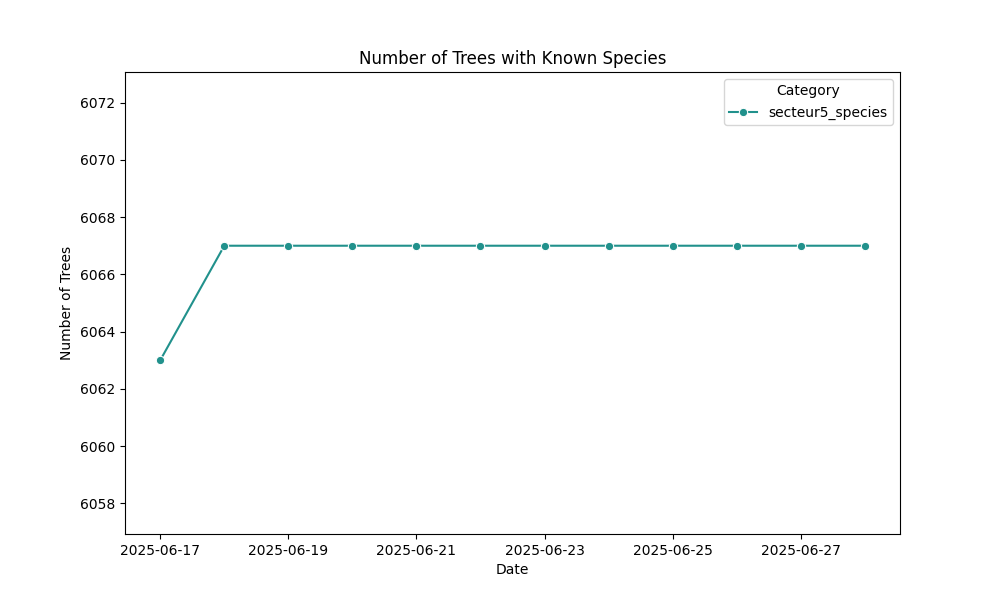 Number of Trees with Known Species
Category
secteur5_species
6072
6070
6068
6066
6064
6062
6060
6058
Number of Trees
2025-06-17 2025-06-19 2025-06-21 2025-06-23 2025-06-25 2025-06-27
Date